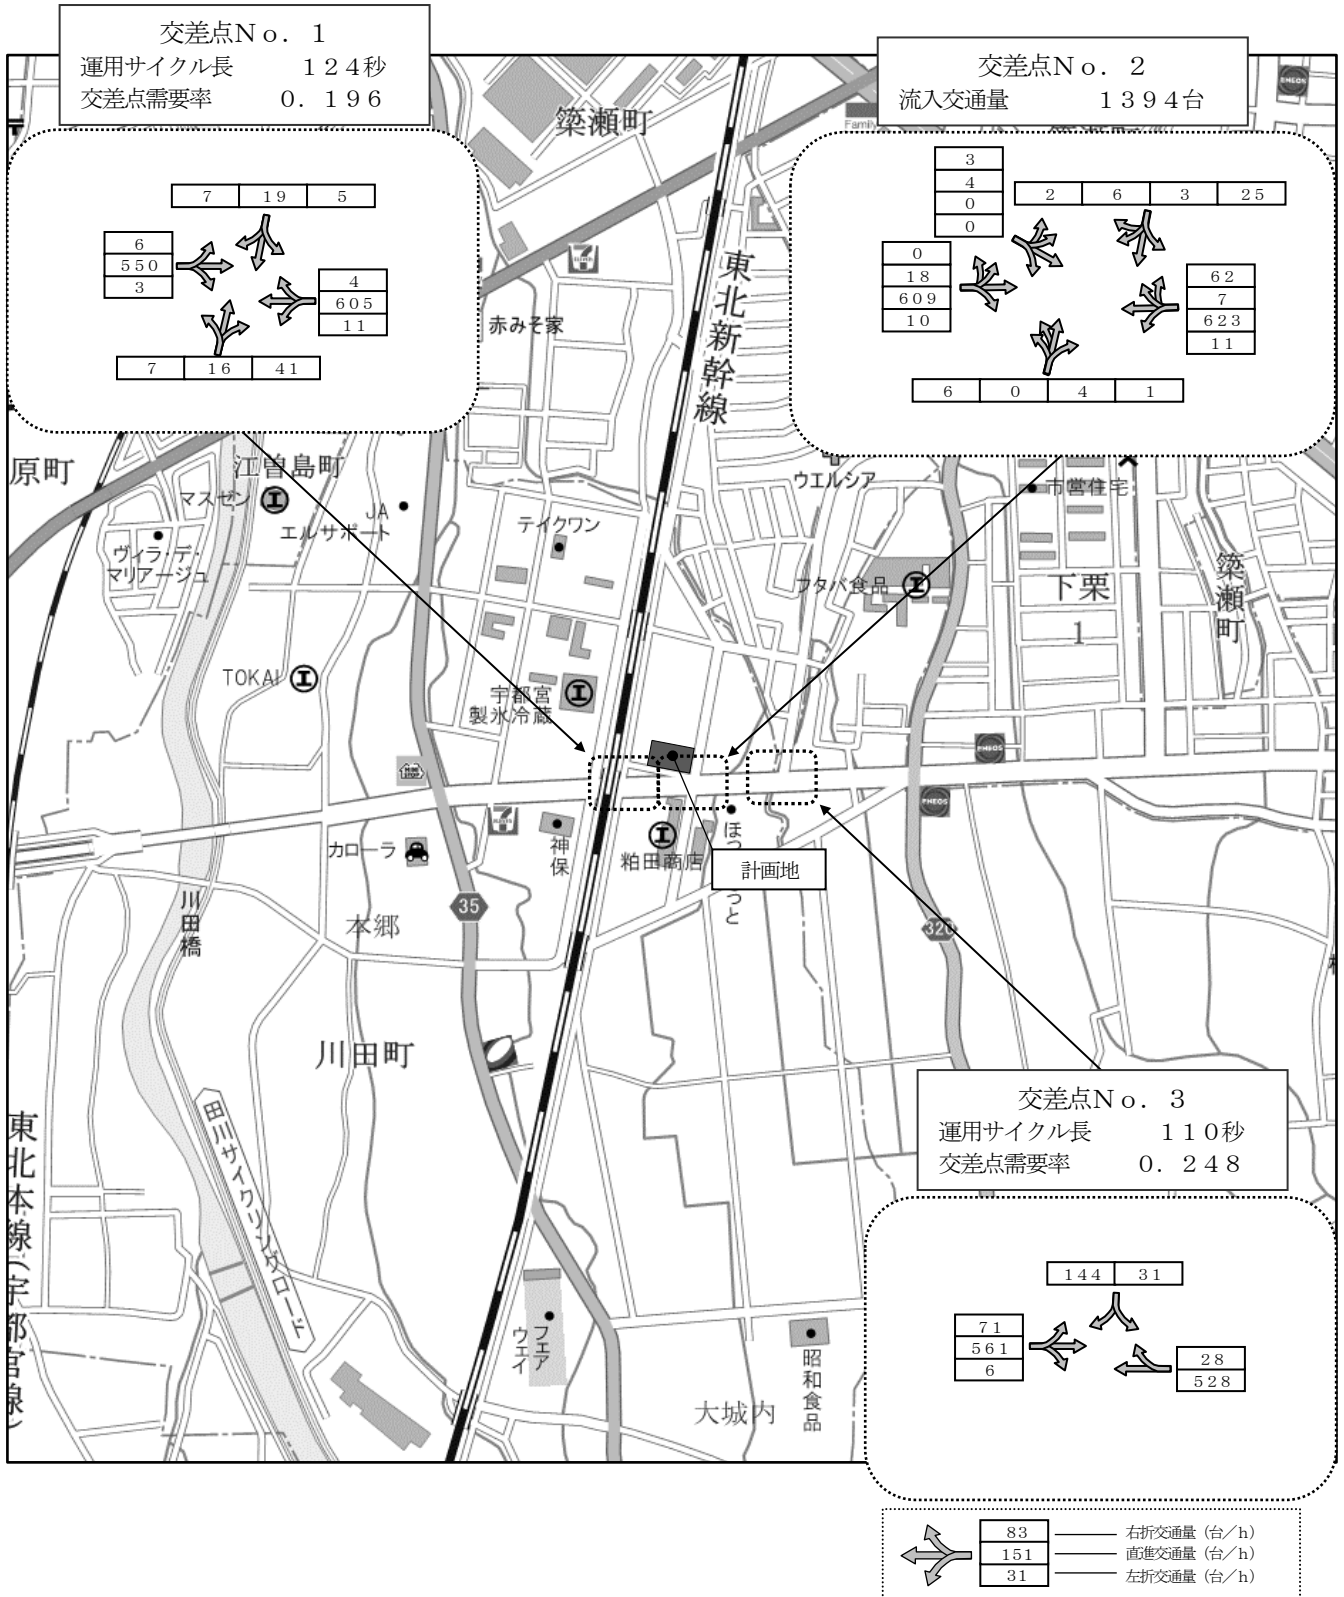 交差点Ｎｏ．１
運用サイクル長 １２４秒
交差点需要率 ０．１９６
交差点Ｎｏ．２
流入交通量 １３９４台
7 19 5
6
550
3
4
605
11
7 16 41
3
4
0
0
2 6 3 25
0
18
609
10
62
7
623
11
6 0 4 1
簗瀬町
ENEOS
Family
東北新幹線
赤みそ家
原町
江曽島町
マスゼン
JA
エルサポート
ヴィラ・デ・
マリアージュ
テイクワン
ウエルシア
市営住宅
フタバ食品
下栗
1
簗瀬町
TOKAI
宇都宮
製氷冷蔵
ENEOS
ENEOS
カローラ
神保
粕田商店
計画地
川田橋
本郷
35
320
川田町
交差点Ｎｏ．３
運用サイクル長 １１０秒
交差点需要率 ０．２４８
田川サイクリングロード
東北本線(宇都宮線)
フェア
ウェイ
昭和食品
大城内
144 31
71
561
6
28
528
83 右折交通量（台／ｈ）
151 直進交通量（台／ｈ）
31 左折交通量（台／ｈ）